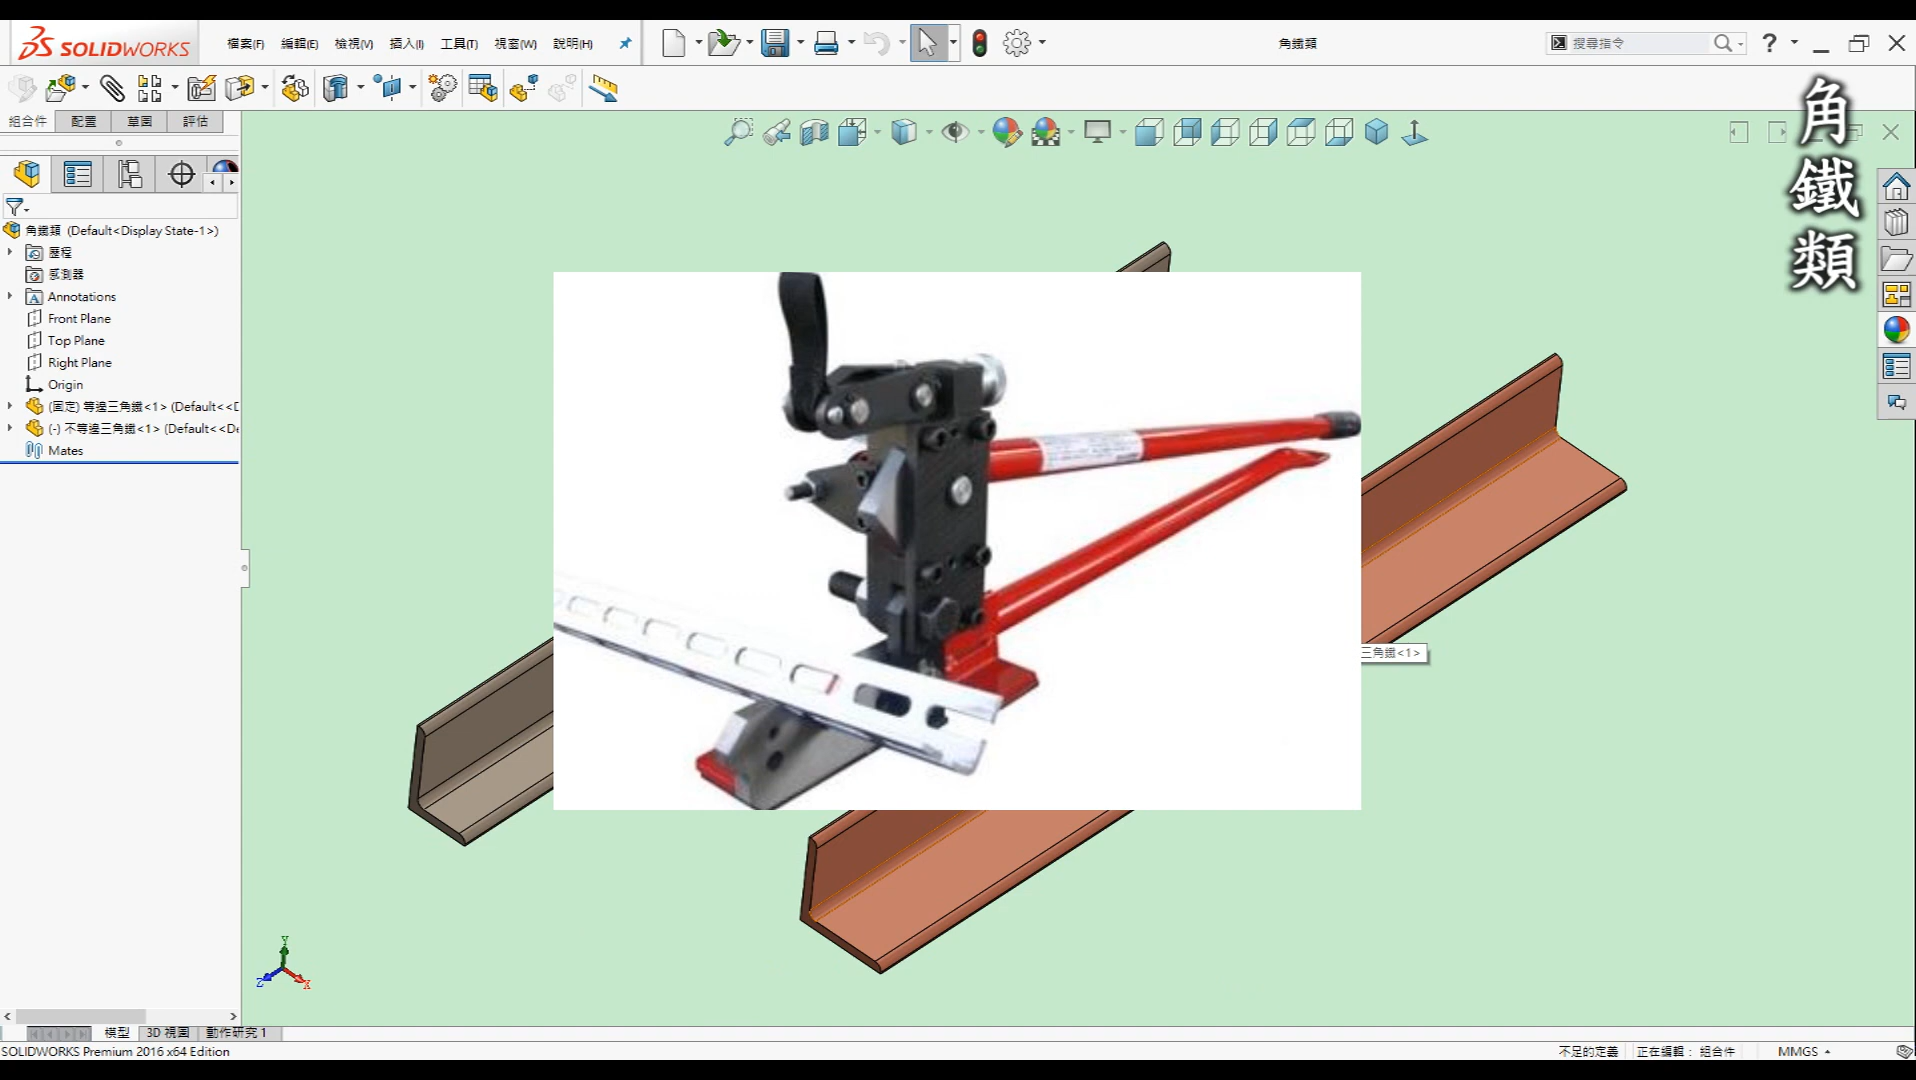 SOLIDWORKS
檔案(F) 編輯(E) 檢視(V) 插入(I) 工具(T) 視窗(W) 說明(H)
角鐵類
搜尋指令
組合件 配置 草圖 評估
角鐵類
角鐵類 (Default<Display State-1>)
歷程
感測器
Annotations
Front Plane
Top Plane
Right Plane
Origin
(固定) 等邊三角鐵<1> (Default<<D
(-) 不等邊三角鐵<1> (Default<<De
Mates
三角鐵<1>
Y
Z
X
模型 3D 視圖 動作研究 1
SOLIDWORKS Premium 2016 x64 Edition
不足的定義 正在編輯： 組合件 MMGS